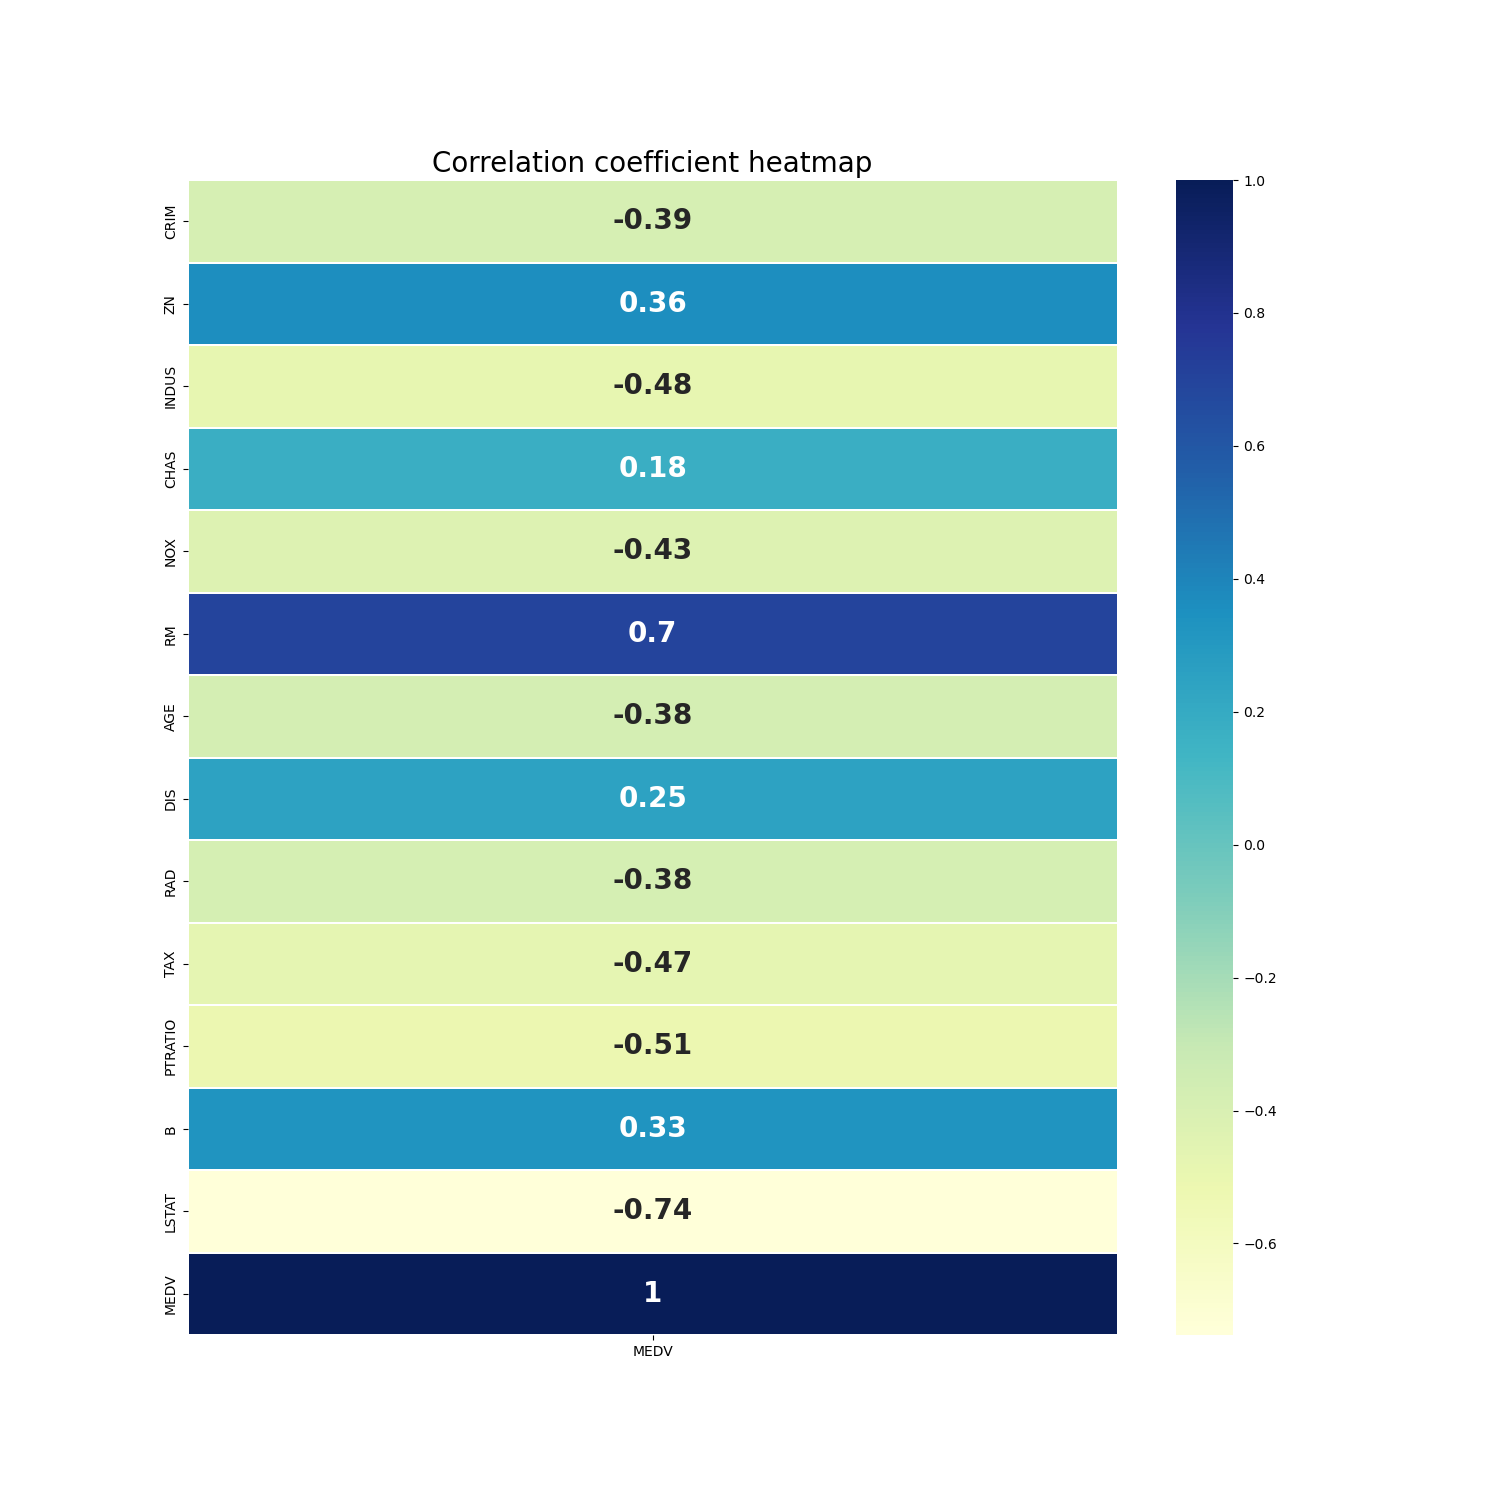 Correlation coefficient heatmap
CRIM
-0.39
ZN
0.36
INDUS
-0.48
CHAS
0.18
NOX
-0.43
RM
0.7
AGE
-0.38
DIS
0.25
RAD
-0.38
TAX
-0.47
PTRATIO
-0.51
B
0.33
LSTAT
-0.74
MEDV
1
MEDV
1.0
0.8
0.6
0.4
0.2
0.0
−0.2
−0.4
−0.6